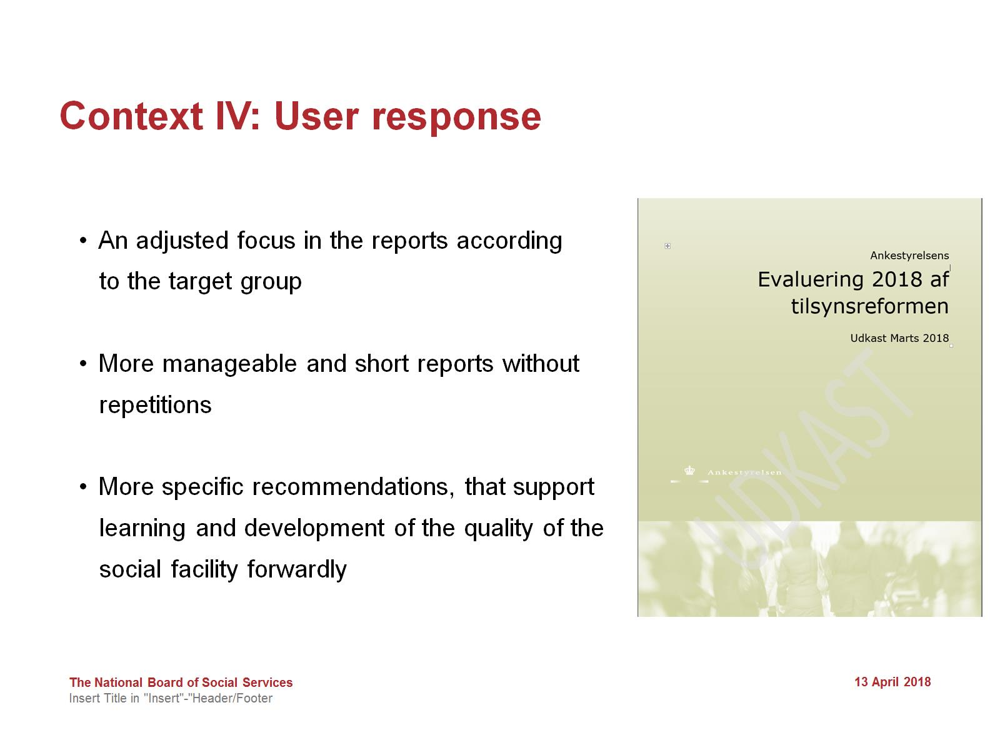 Context IV: User response
• An adjusted focus in the reports according
to the target group
• More manageable and short reports without
repetitions
• More specific recommendations, that support
learning and development of the quality of the
social facility forwardly
Ankestyrelsens
Evaluering 2018 af
tilsynsreformen
Udkast Marts 2018
UDKAST
Ankestyrelsen
The National Board of Social Services
Insert Title in "Insert"-"Header/Footer
13 April 2018